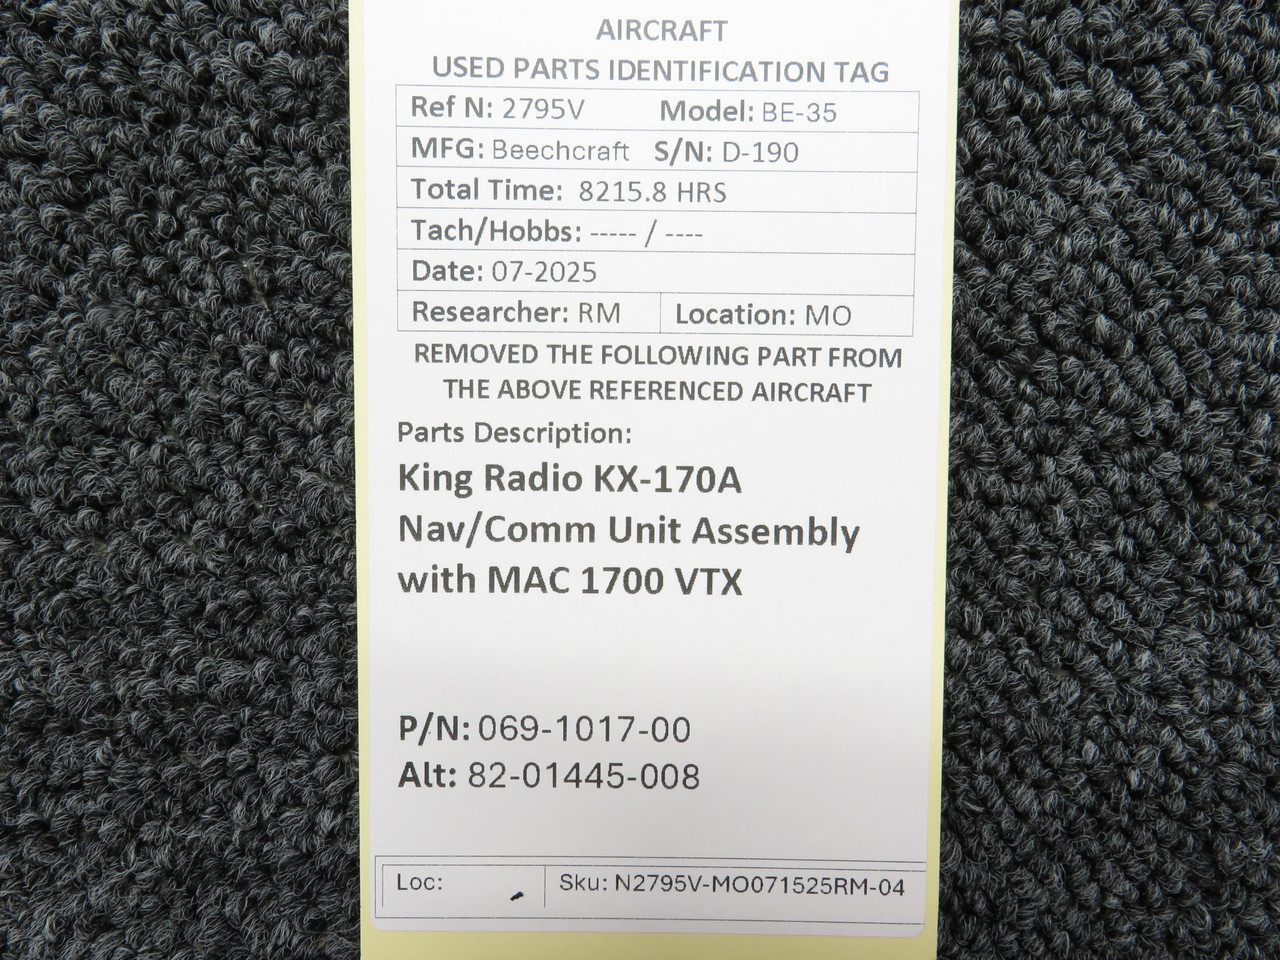 AIRCRAFT
USED PARTS IDENTIFICATION TAG
Ref N: 2795V Model: BE-35
MFG: Beechcraft S/N: D-190
Total Time: 8215.8 HRS
Tach/Hobbs: ----- / ----
Date: 07-2025
Researcher: RM Location: MO
REMOVED THE FOLLOWING PART FROM
THE ABOVE REFERENCED AIRCRAFT
Parts Description:
King Radio KX-170A
Nav/Comm Unit Assembly
with MAC 1700 VTX
P/N: 069-1017-00
Alt: 82-01445-008
Loc: Sku: N2795V-MO071525RM-04